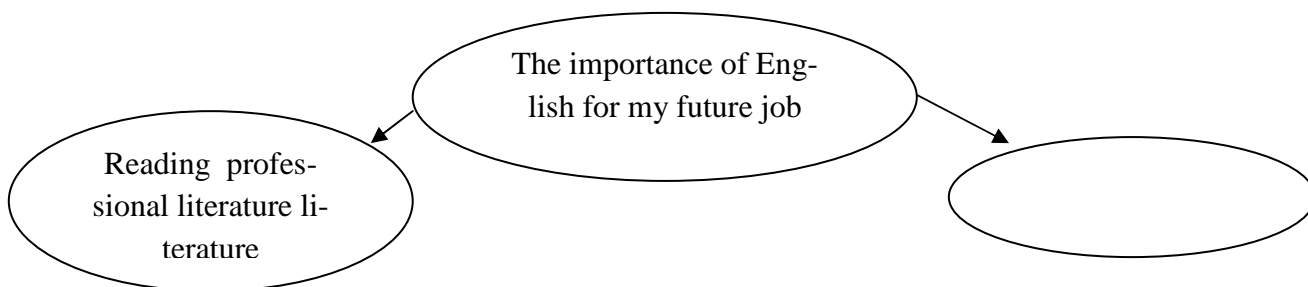 The importance of Eng-
lish for my future job
Reading profes-
sional literature li-
terature